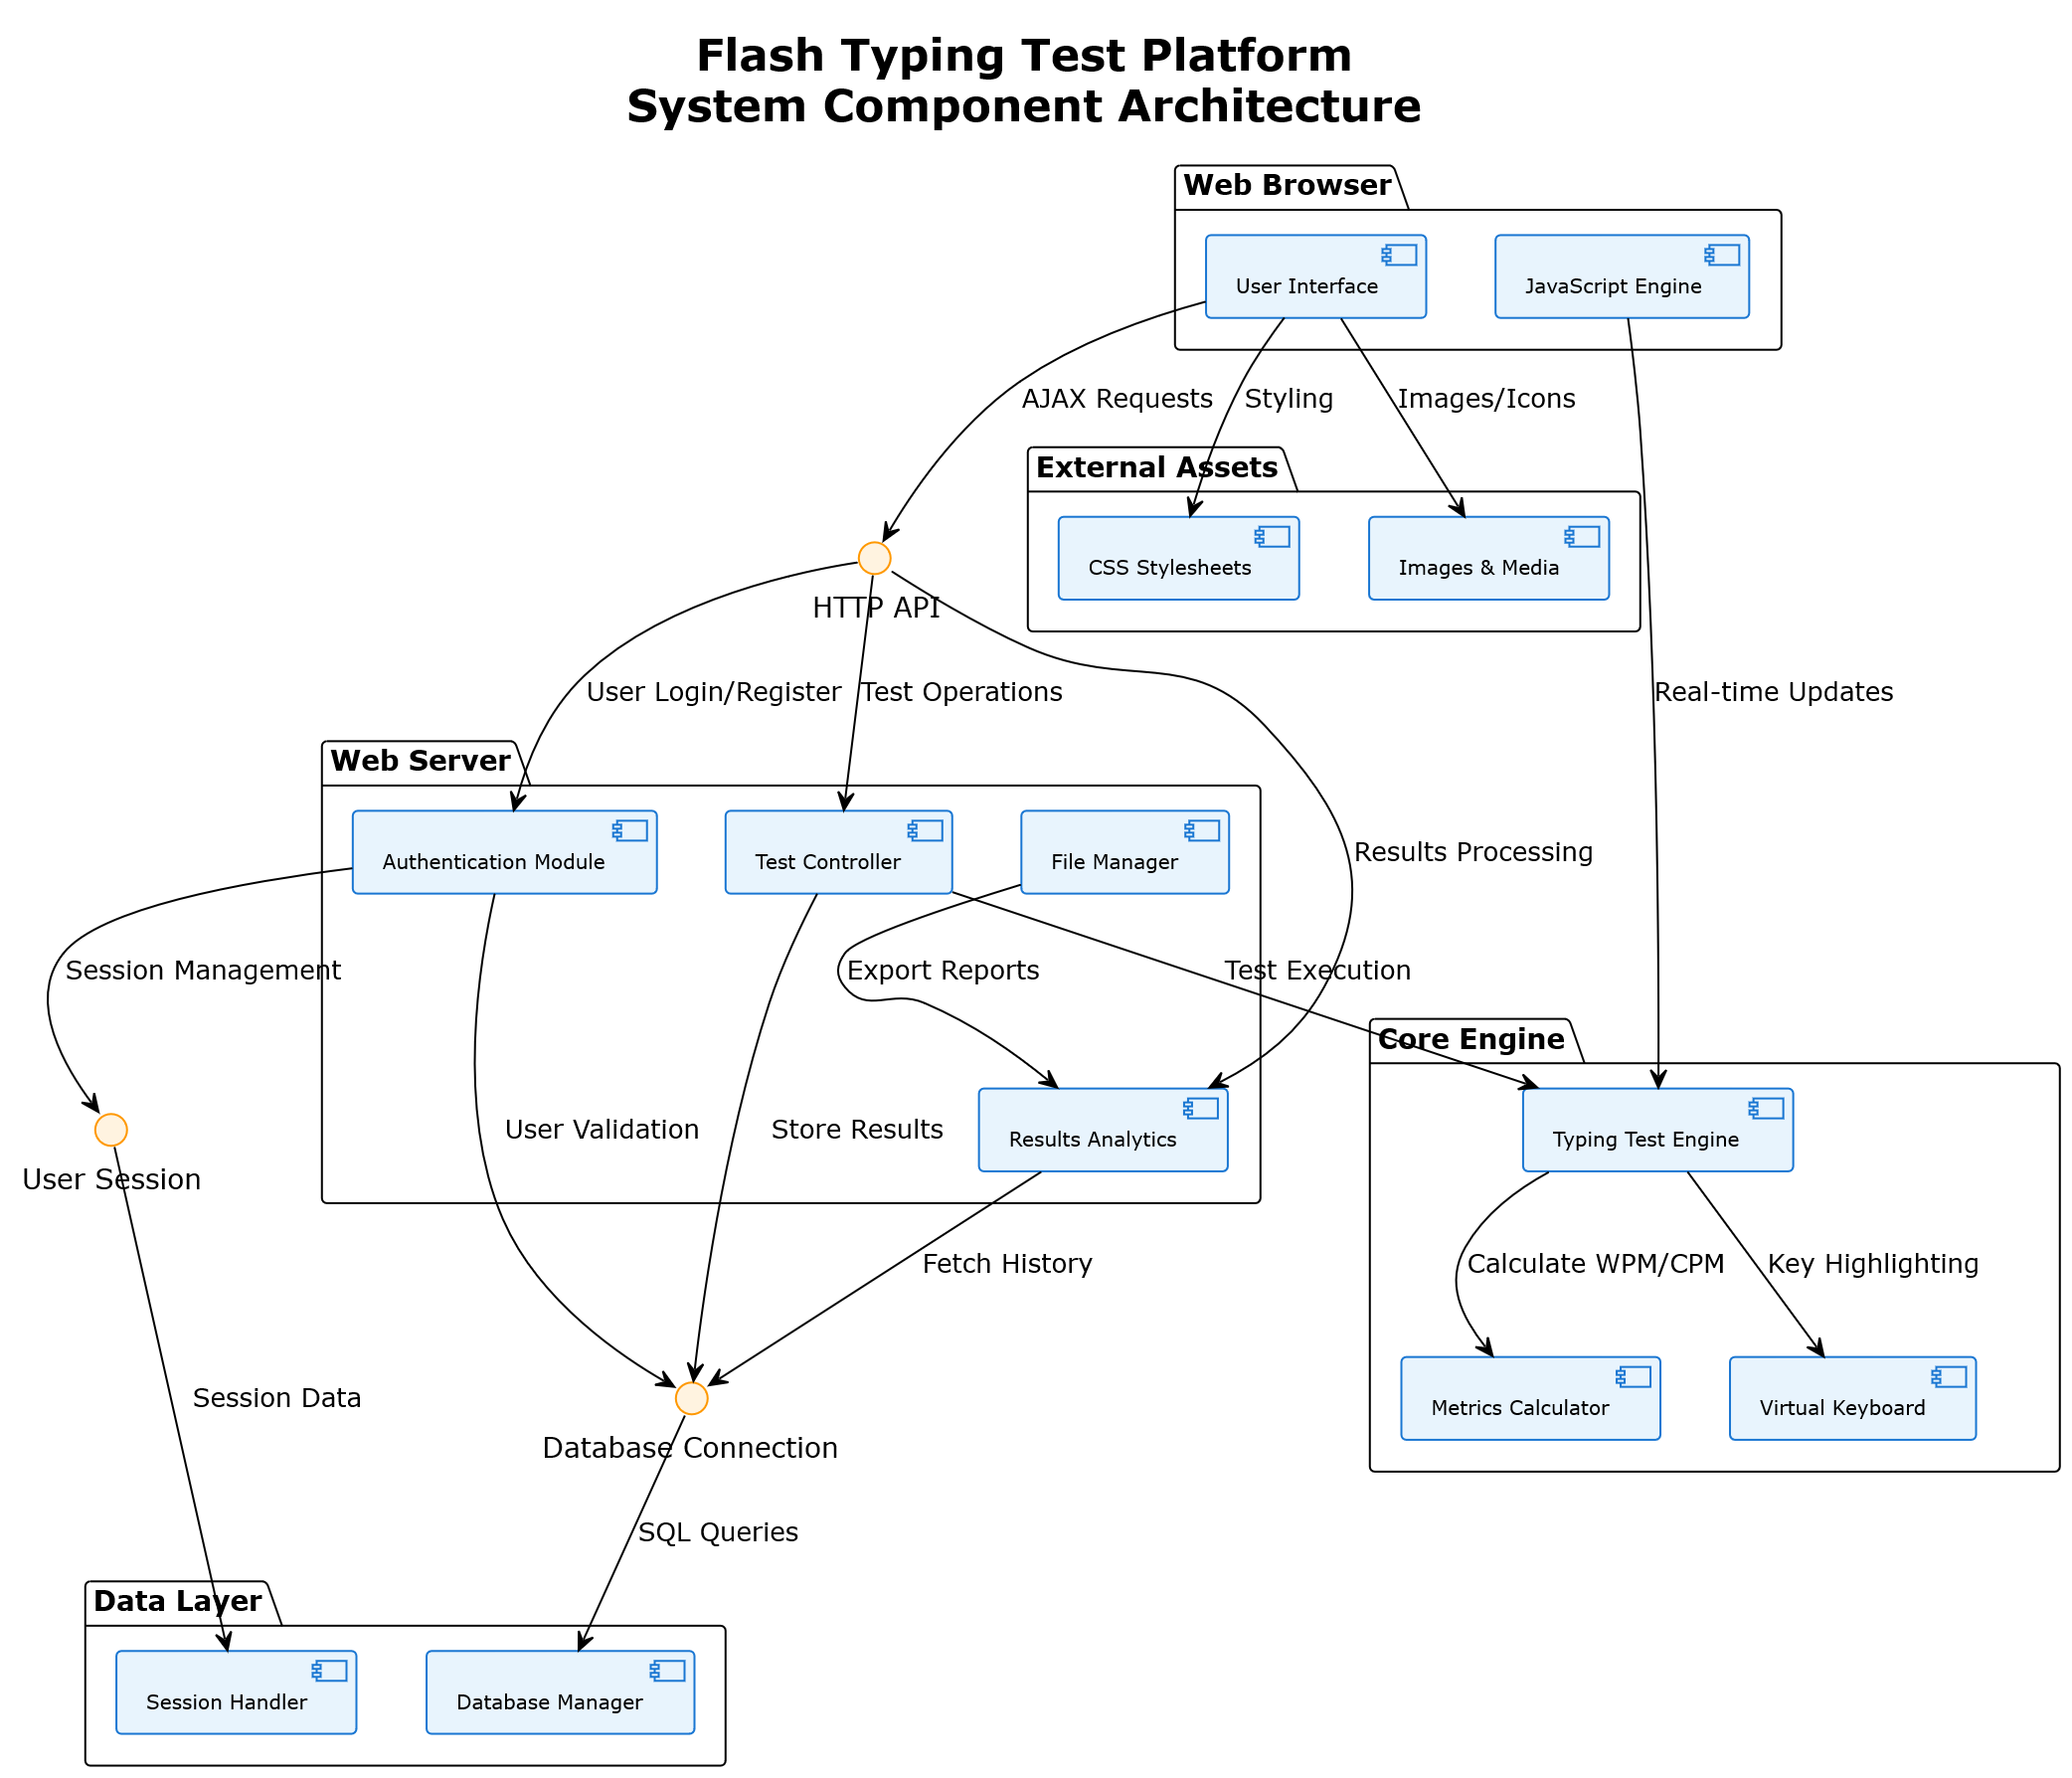 Flash Typing Test Platform
System Component Architecture
Web Browser
User Interface
JavaScript Engine
AJAX Requests
Styling
Images/Icons
External Assets
CSS Stylesheets
Images & Media
HTTP API
User Login/Register
Test Operations
Real-time Updates
Web Server
Authentication Module
Test Controller
File Manager
Results Processing
Session Management
Export Reports
Test Execution
Core Engine
User Validation
Store Results
Results Analytics
Typing Test Engine
User Session
Fetch History
Calculate WPM/CPM
Key Highlighting
Session Data
Metrics Calculator
Virtual Keyboard
Database Connection
SQL Queries
Data Layer
Session Handler
Database Manager